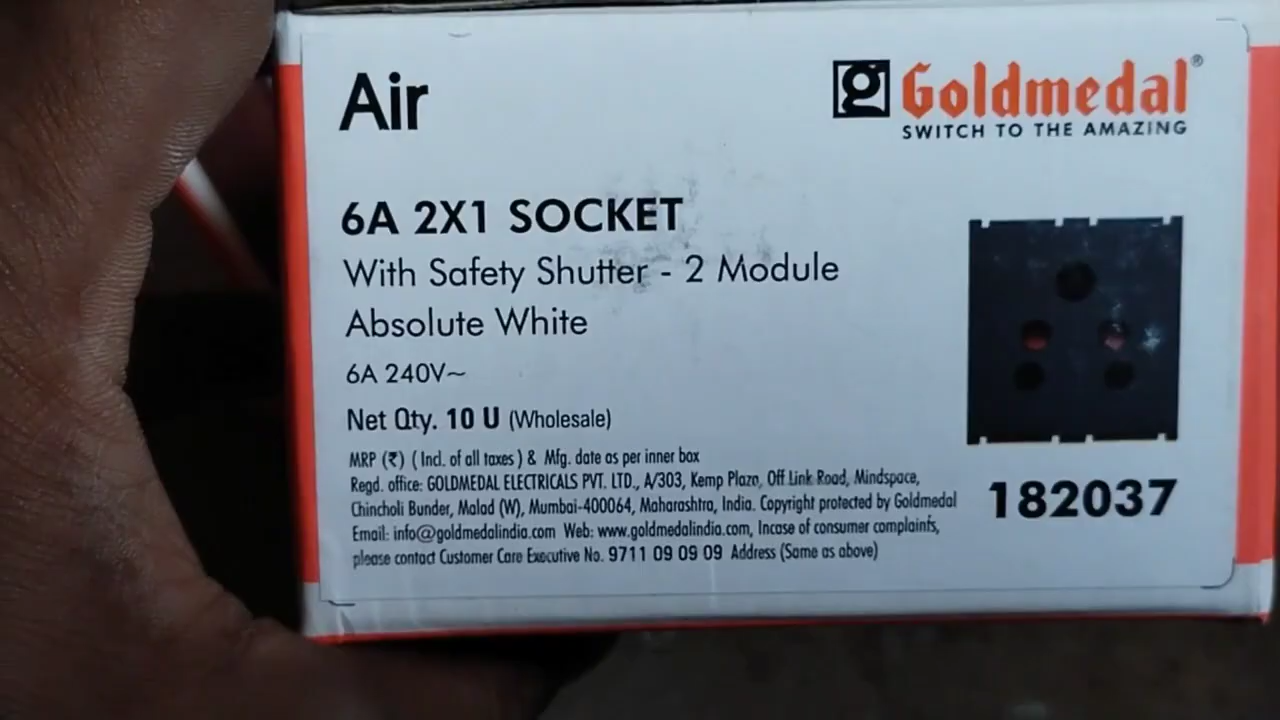 Air
g Goldmedal®
SWITCH TO THE AMAZING
6A 2X1 SOCKET
With Safety Shutter - 2 Module
Absolute White
6A 240V~
Net Qty. 10 U (Wholesale)
MRP (₹) ( Incl. of all taxes ) & Mfg. date as per inner box
Regd. office: GOLDMEDAL ELECTRICALS PVT. LTD., A/303, Kemp Plaza, Off Link Road, Mindspace,
Chincholi Bunder, Malad (W), Mumbai-400064, Maharashtra, India. Copyright protected by Goldmedal
Email: info@goldmedalindia.com Web: www.goldmedalindia.com, Incase of consumer complaints,
please contact Customer Care Executive No. 9711 09 09 09 Address (Same as above)
182037